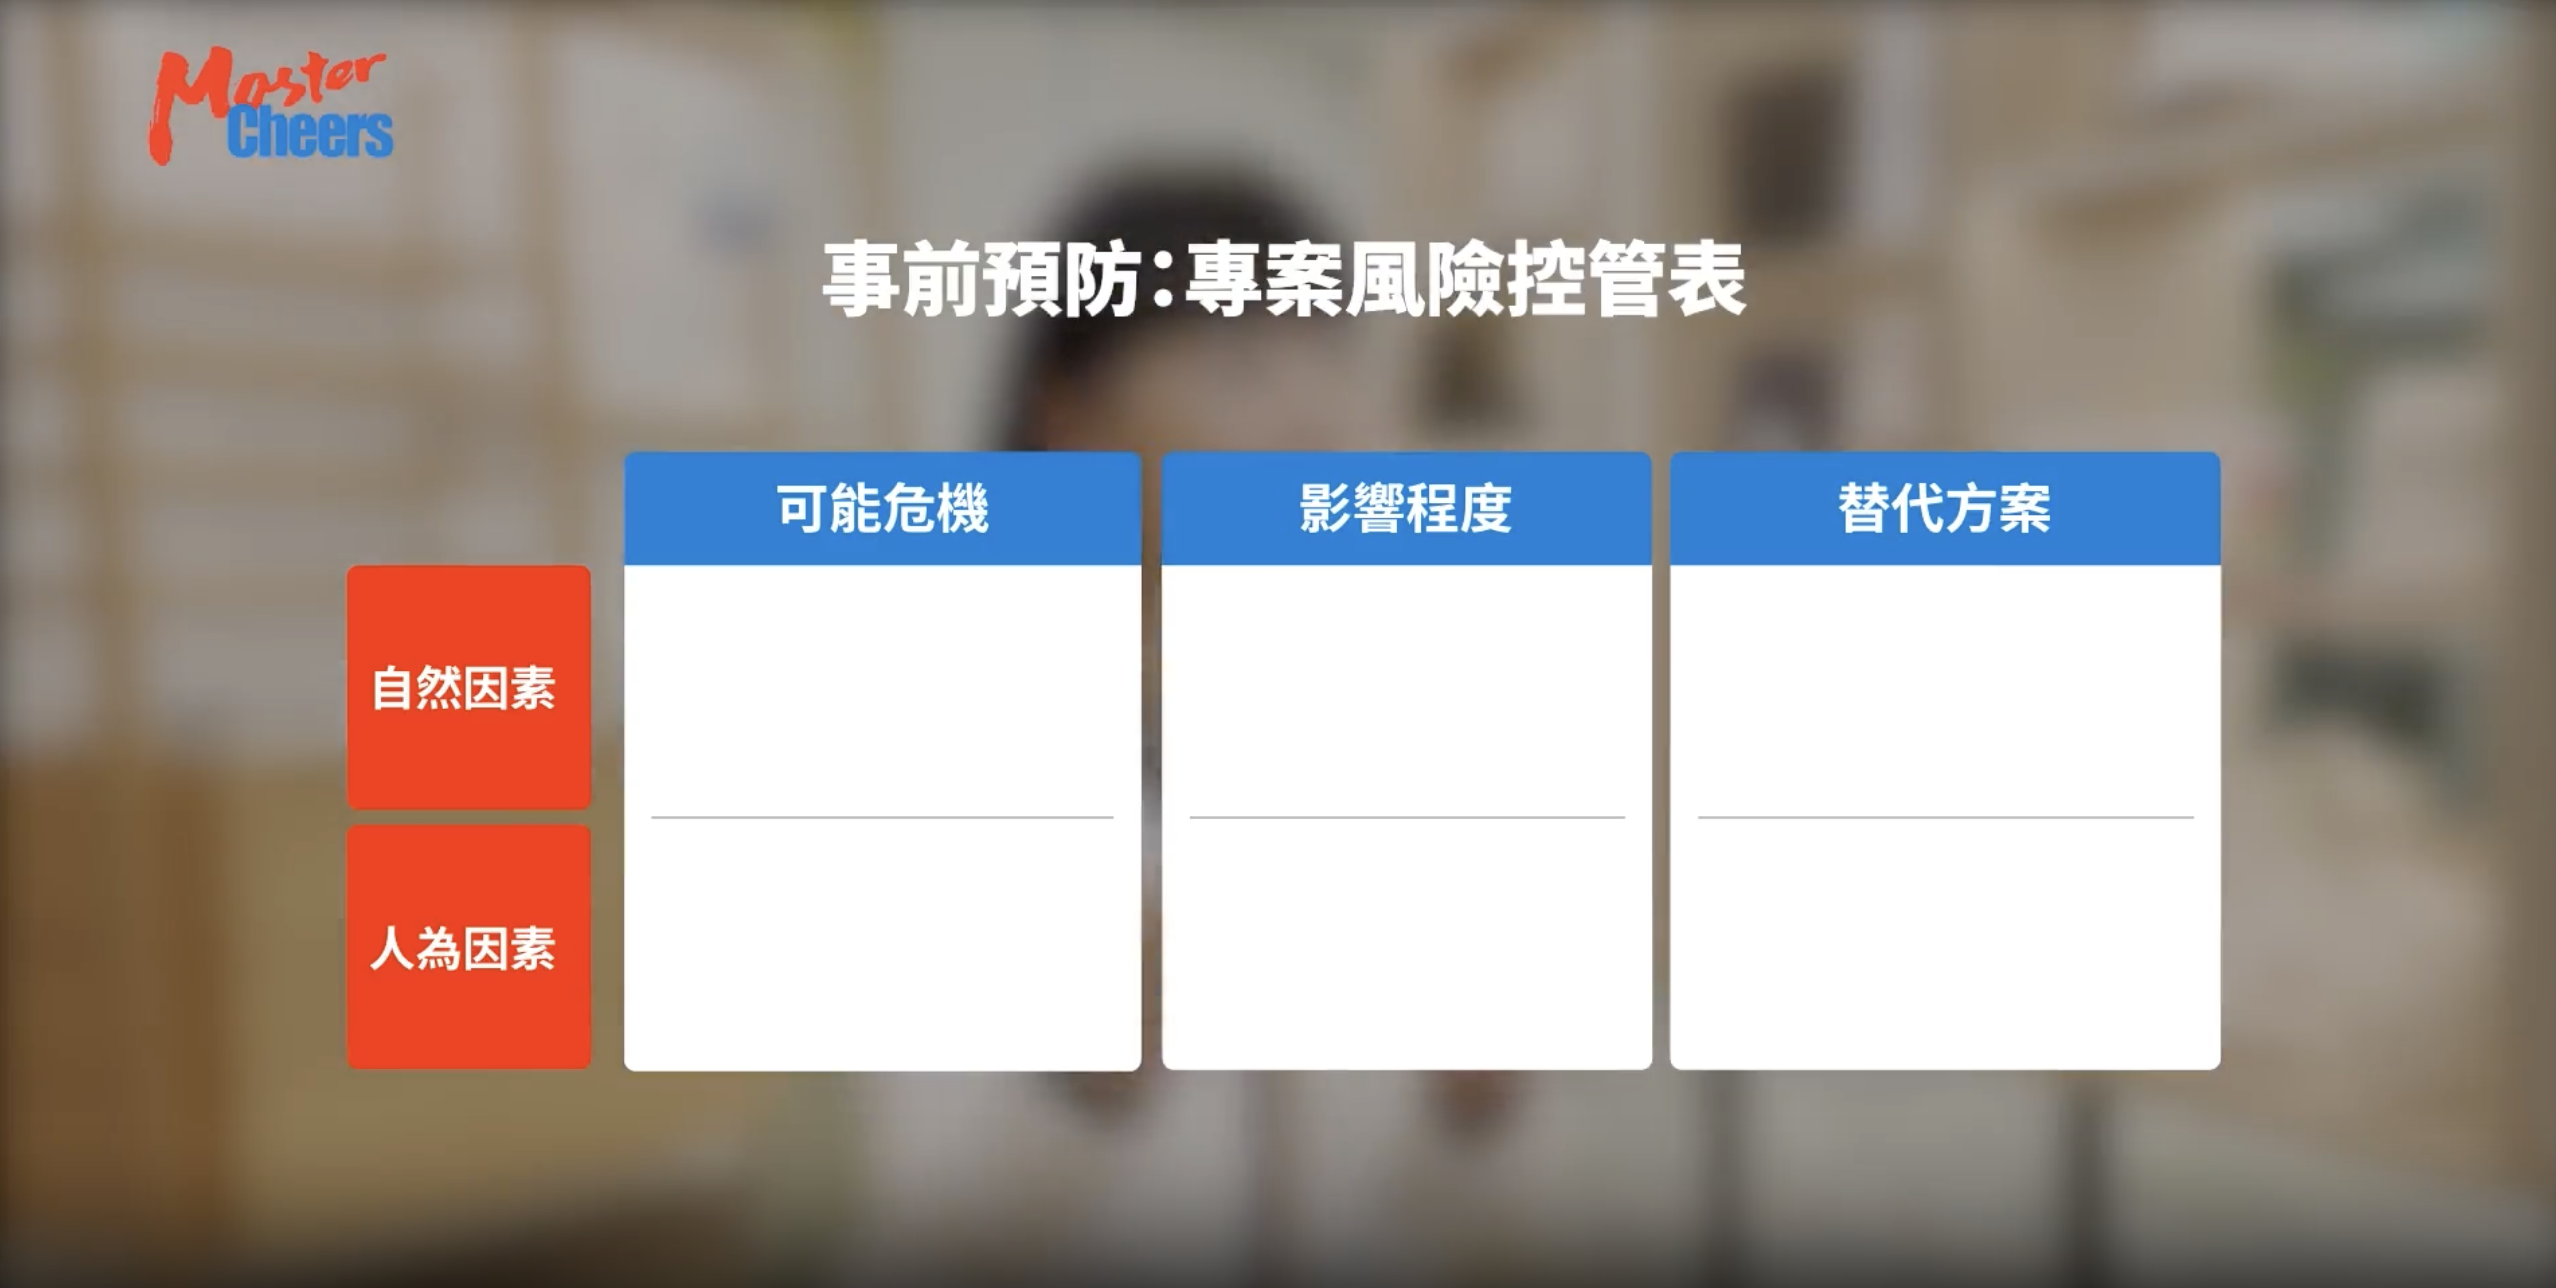 Master
Cheers
事前預防：專案風險控管表
可能危機
影響程度
替代方案
自然因素
人為因素